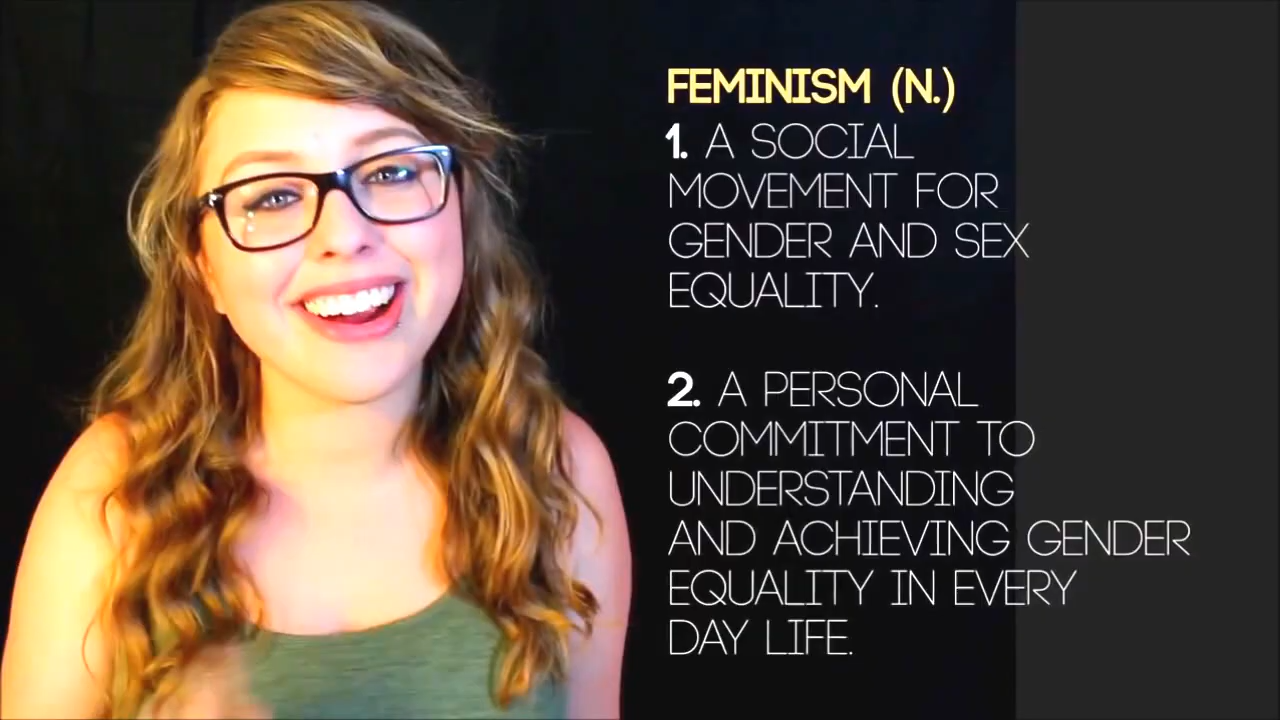 FEMINISM (N.)
1. A SOCIAL
MOVEMENT FOR
GENDER AND SEX
EQUALITY.
2. A PERSONAL
COMMITMENT TO
UNDERSTANDING
AND ACHIEVING GENDER
EQUALITY IN EVERY
DAY LIFE.